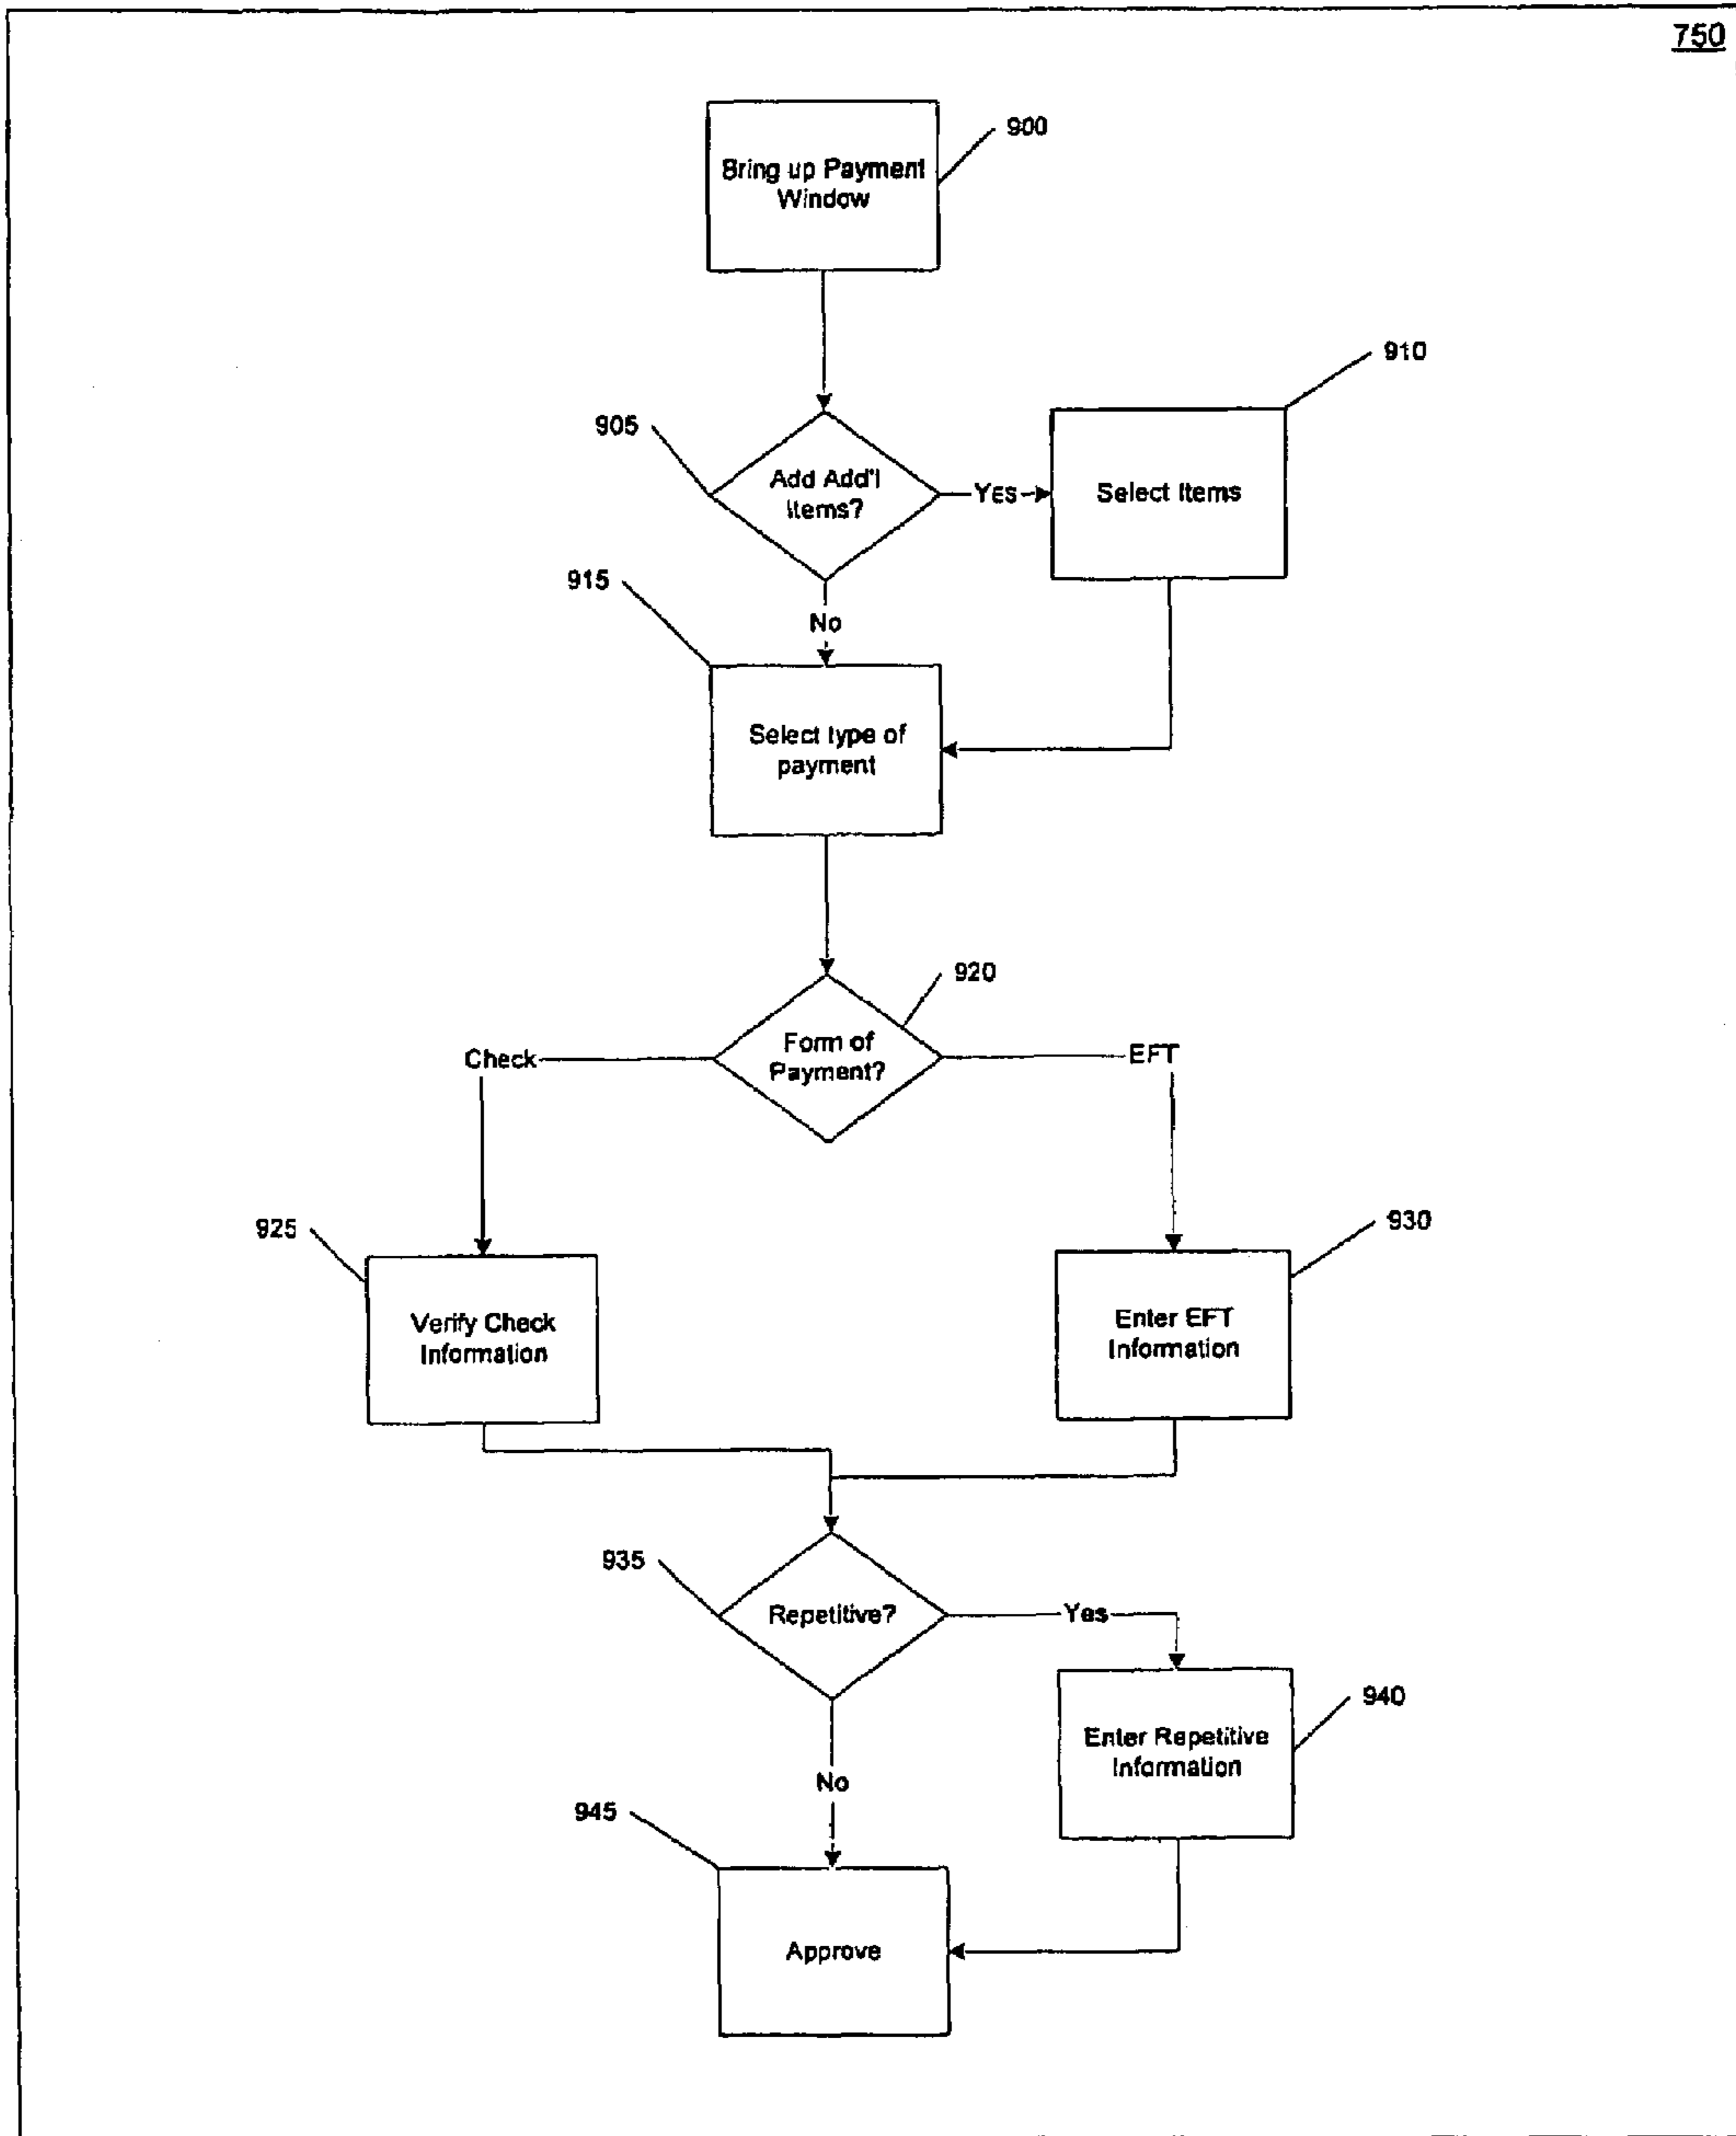 750
900
Bring up Payment
Window
910
905
Add Add'l
Items?
YES
Select Items
915
No
Select type of
payment
920
Form of
Payment?
Check
EFT
925
930
Verify Check
Information
Enter EFT
Information
935
Repetitive?
Yes
940
Enter Repetitive
Information
No
945
Approve